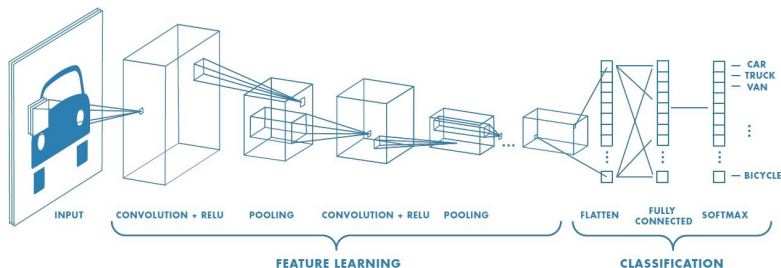 CAR
TRUCK
VAN
BICYCLE
INPUT
CONVOLUTION + RELU
POOLING
CONVOLUTION + RELU
POOLING
FLATTEN
FULLY
CONNECTED
SOFTMAX
FEATURE LEARNING
CLASSIFICATION